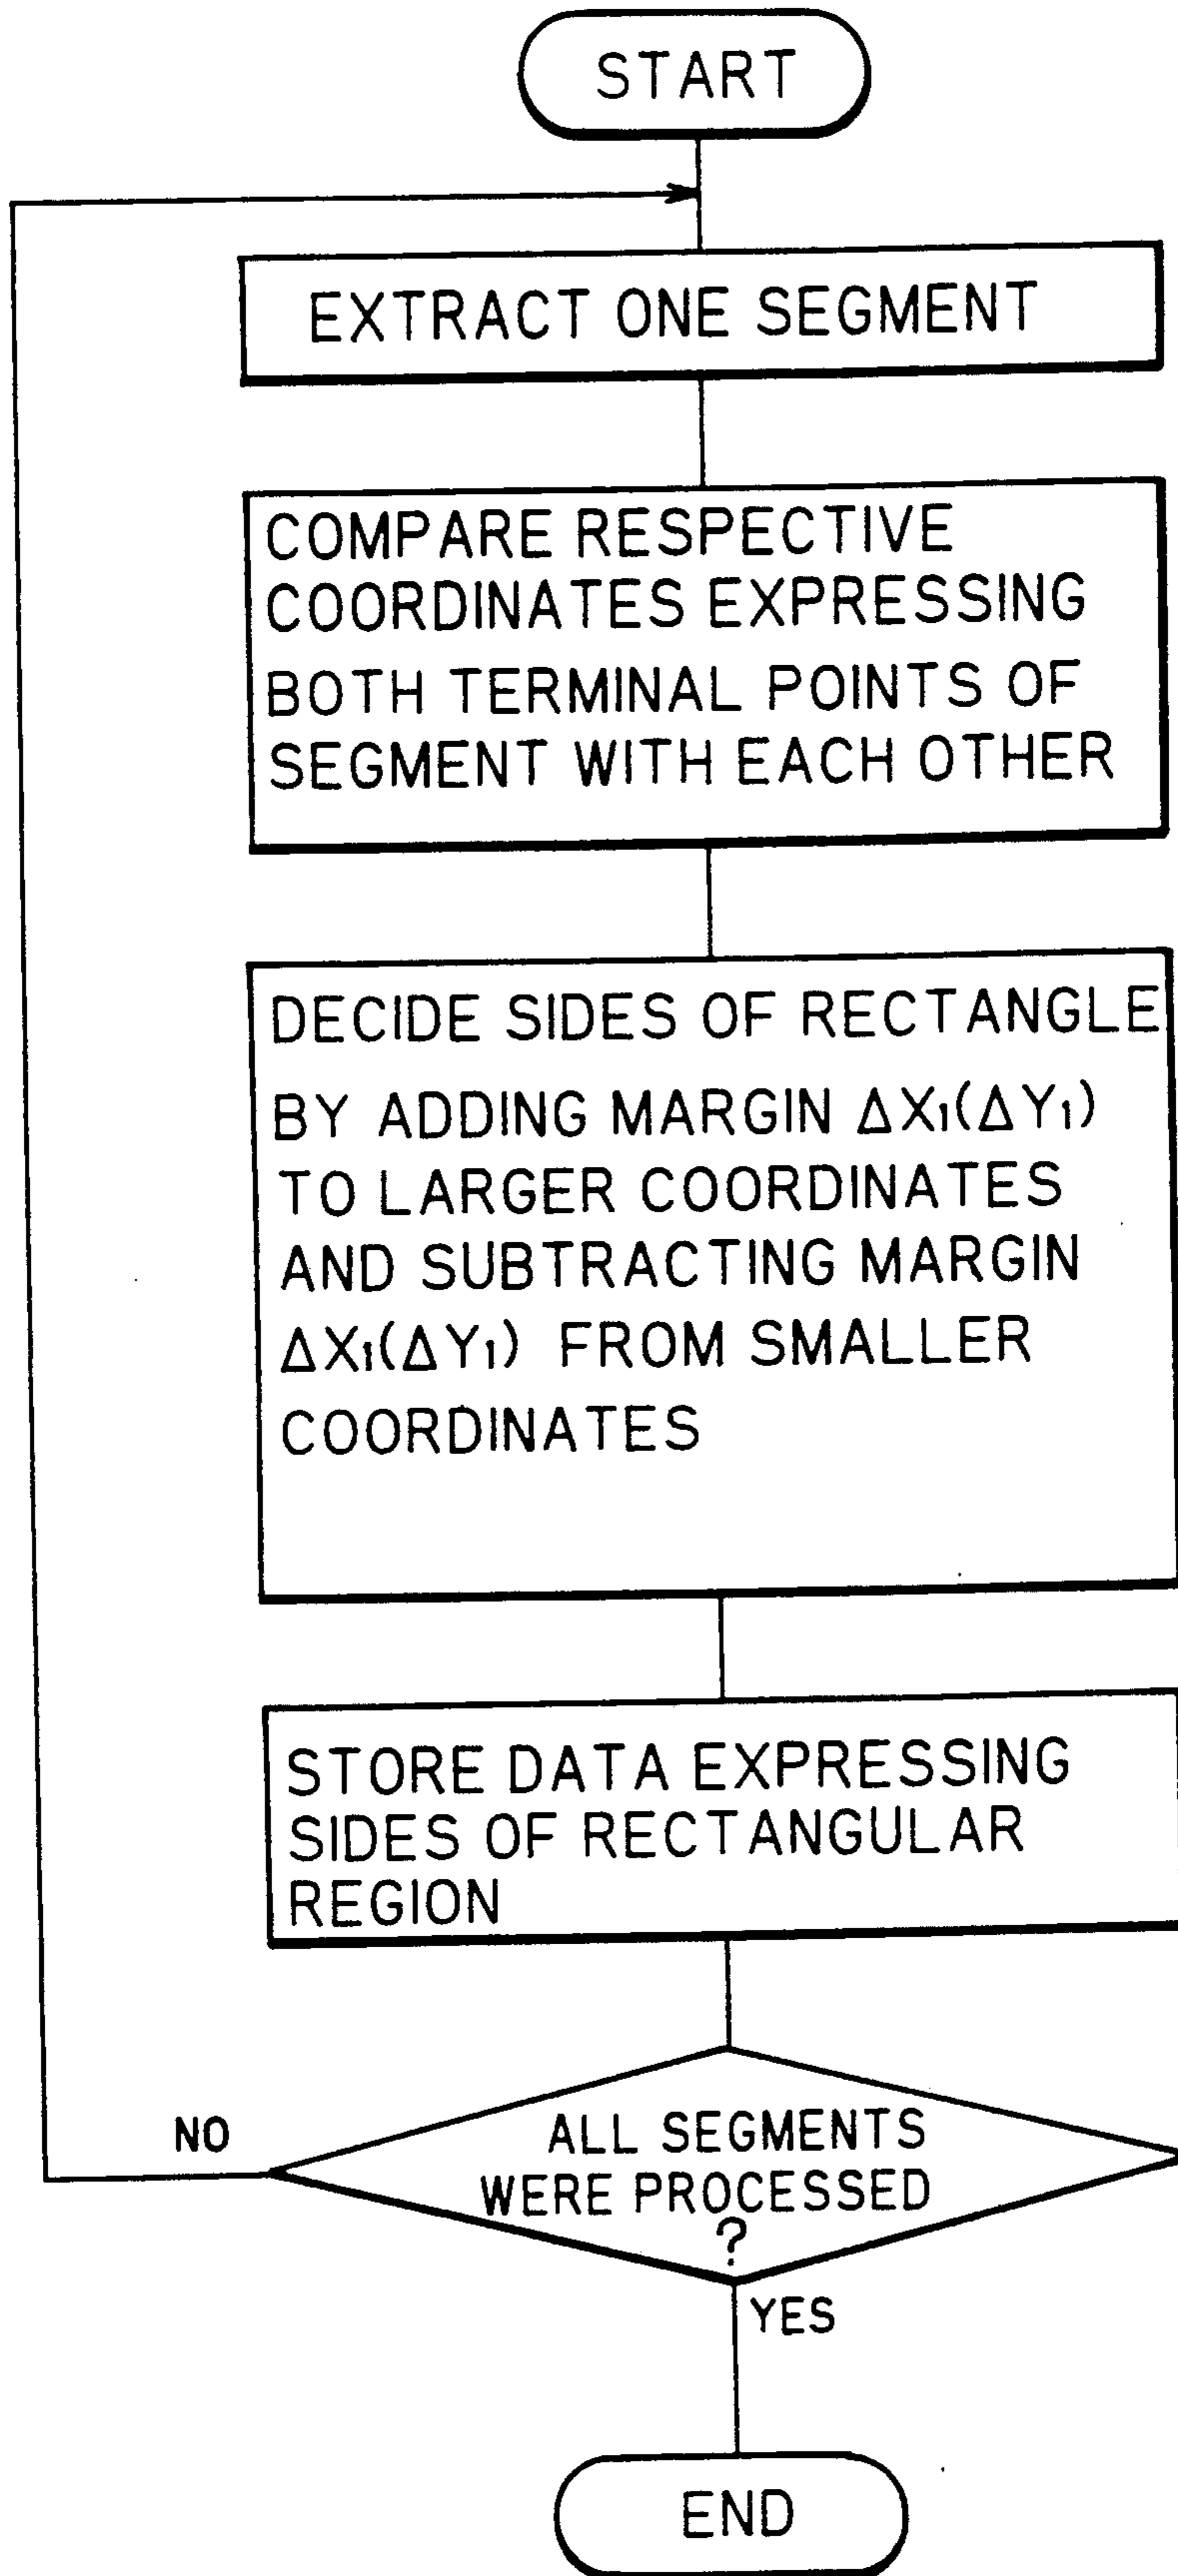 START
EXTRACT ONE SEGMENT
COMPARE RESPECTIVE
COORDINATES EXPRESSING
BOTH TERMINAL POINTS OF
SEGMENT WITH EACH OTHER
DECIDE SIDES OF RECTANGLE
BY ADDING MARGIN ΔX₁(ΔY₁)
TO LARGER COORDINATES
AND SUBTRACTING MARGIN
ΔX₁(ΔY₁) FROM SMALLER
COORDINATES
STORE DATA EXPRESSING
SIDES OF RECTANGULAR
REGION
NO
ALL SEGMENTS
WERE PROCESSED
?
YES
END